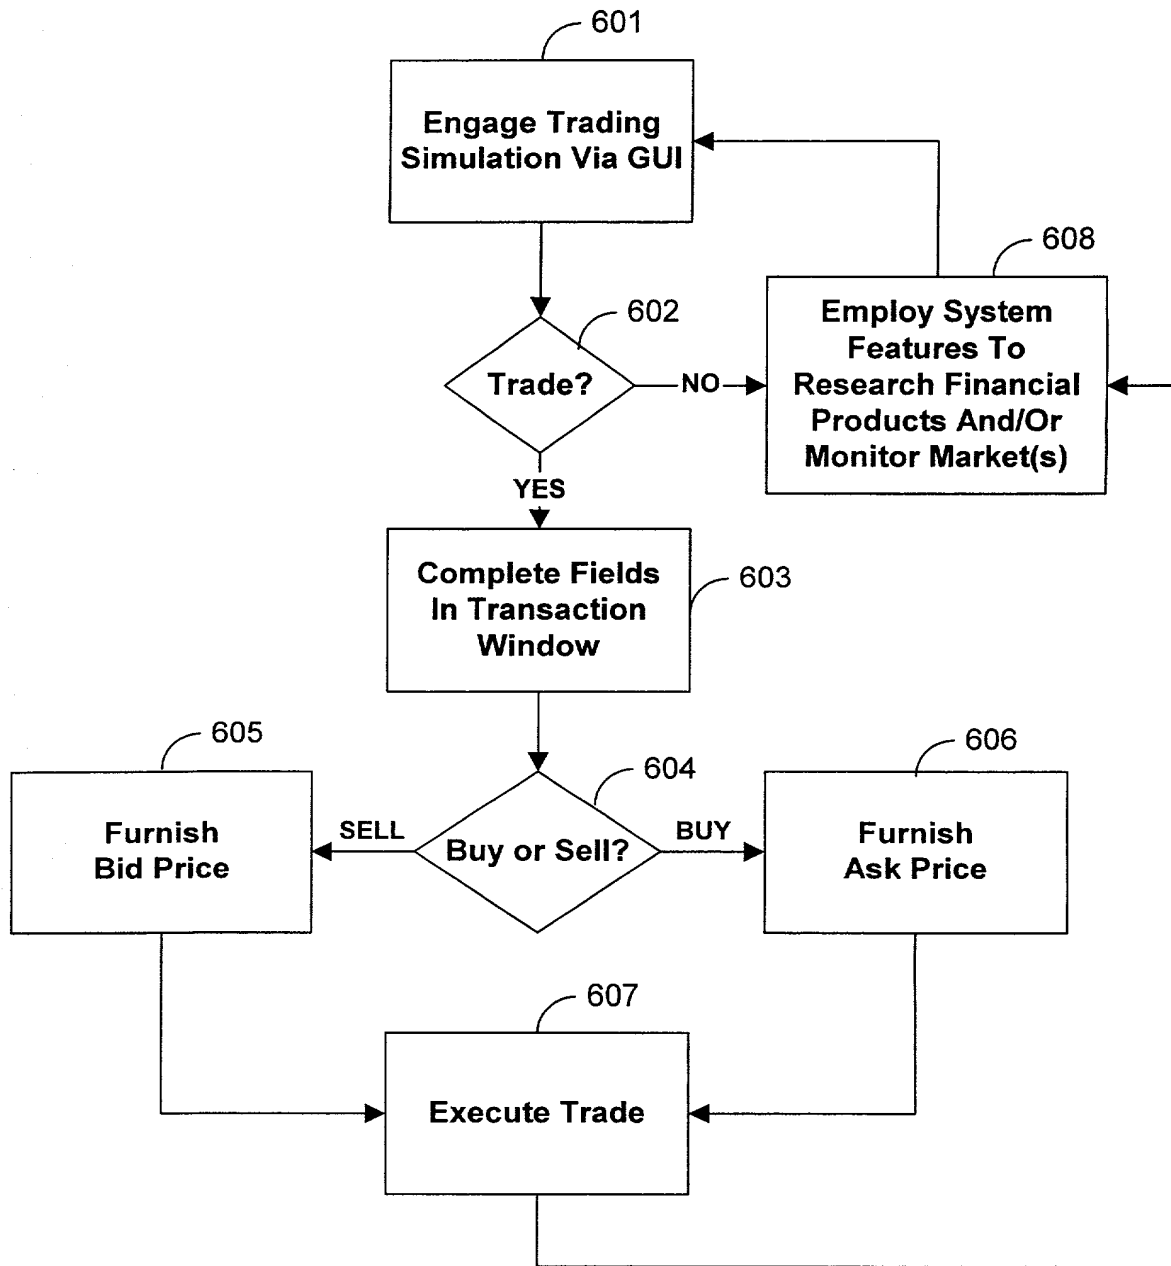 601
Engage Trading
Simulation Via GUI
608
Employ System
Features To
Research Financial
Products And/Or
Monitor Market(s)
602
Trade?
NO
YES
Complete Fields
In Transaction
Window
603
605
Furnish
Bid Price
SELL
604
Buy or Sell?
BUY
606
Furnish
Ask Price
607
Execute Trade